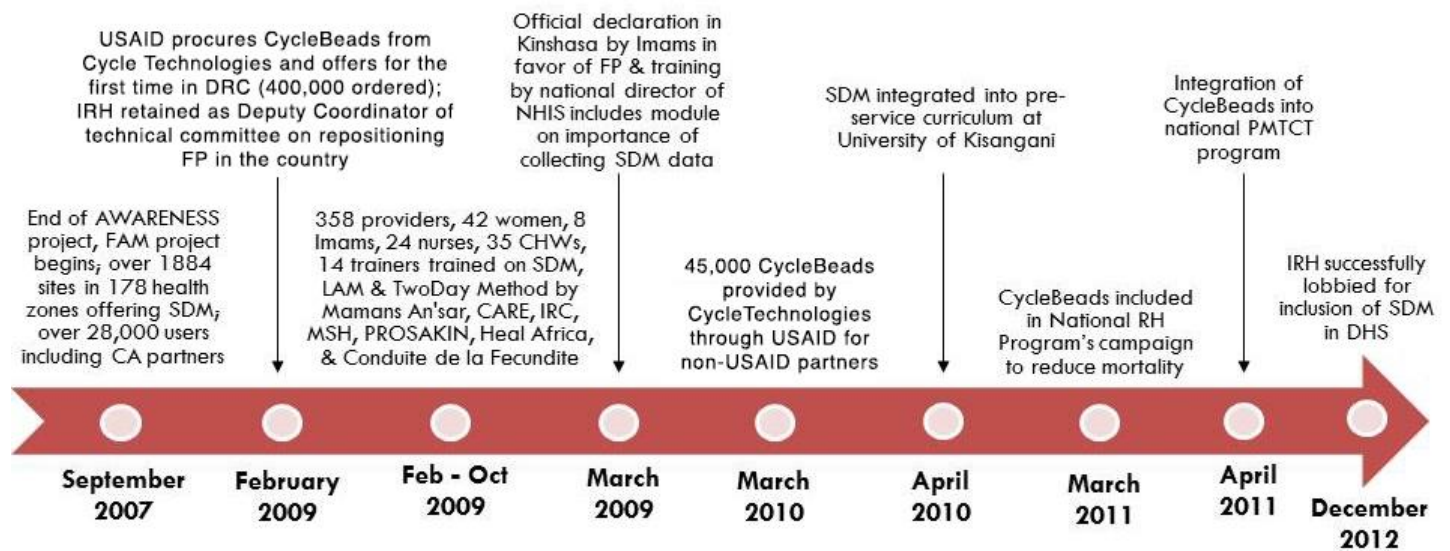 USAID procures CycleBeads from
Cycle Technologies and offers for the
first time in DRC (400,000 ordered);
IRH retained as Deputy Coordinator of
technical committee on repositioning
FP in the country
Official declaration in
Kinshasa by Imams in
favor of FP & training
by national director of
NHIS includes module
on importance of
collecting SDM data
SDM integrated into pre-
service curriculum at
University of Kisangani
Integration of
CycleBeads into
national PMTCT
program
End of AWARENESS
project, FAM project
begins; over 1884
sites in 178 health
zones offering SDM;
over 28,000 users
including CA partners
358 providers, 42 women, 8
Imams, 24 nurses, 35 CHWs,
14 trainers trained on SDM,
LAM & TwoDay Method by
Mamans An'sar, CARE, IRC,
MSH, PROSAKIN, Heal Africa,
& Conduite de la Fecundite
45,000 CycleBeads
provided by
CycleTechnologies
through USAID for
non-USAID partners
CycleBeads included
in National RH
Program's campaign
to reduce mortality
IRH successfully
lobbied for
inclusion of SDM
in DHS
September
2007
February
2009
Feb - Oct
2009
March
2009
March
2010
April
2010
March
2011
April
2011
December
2012